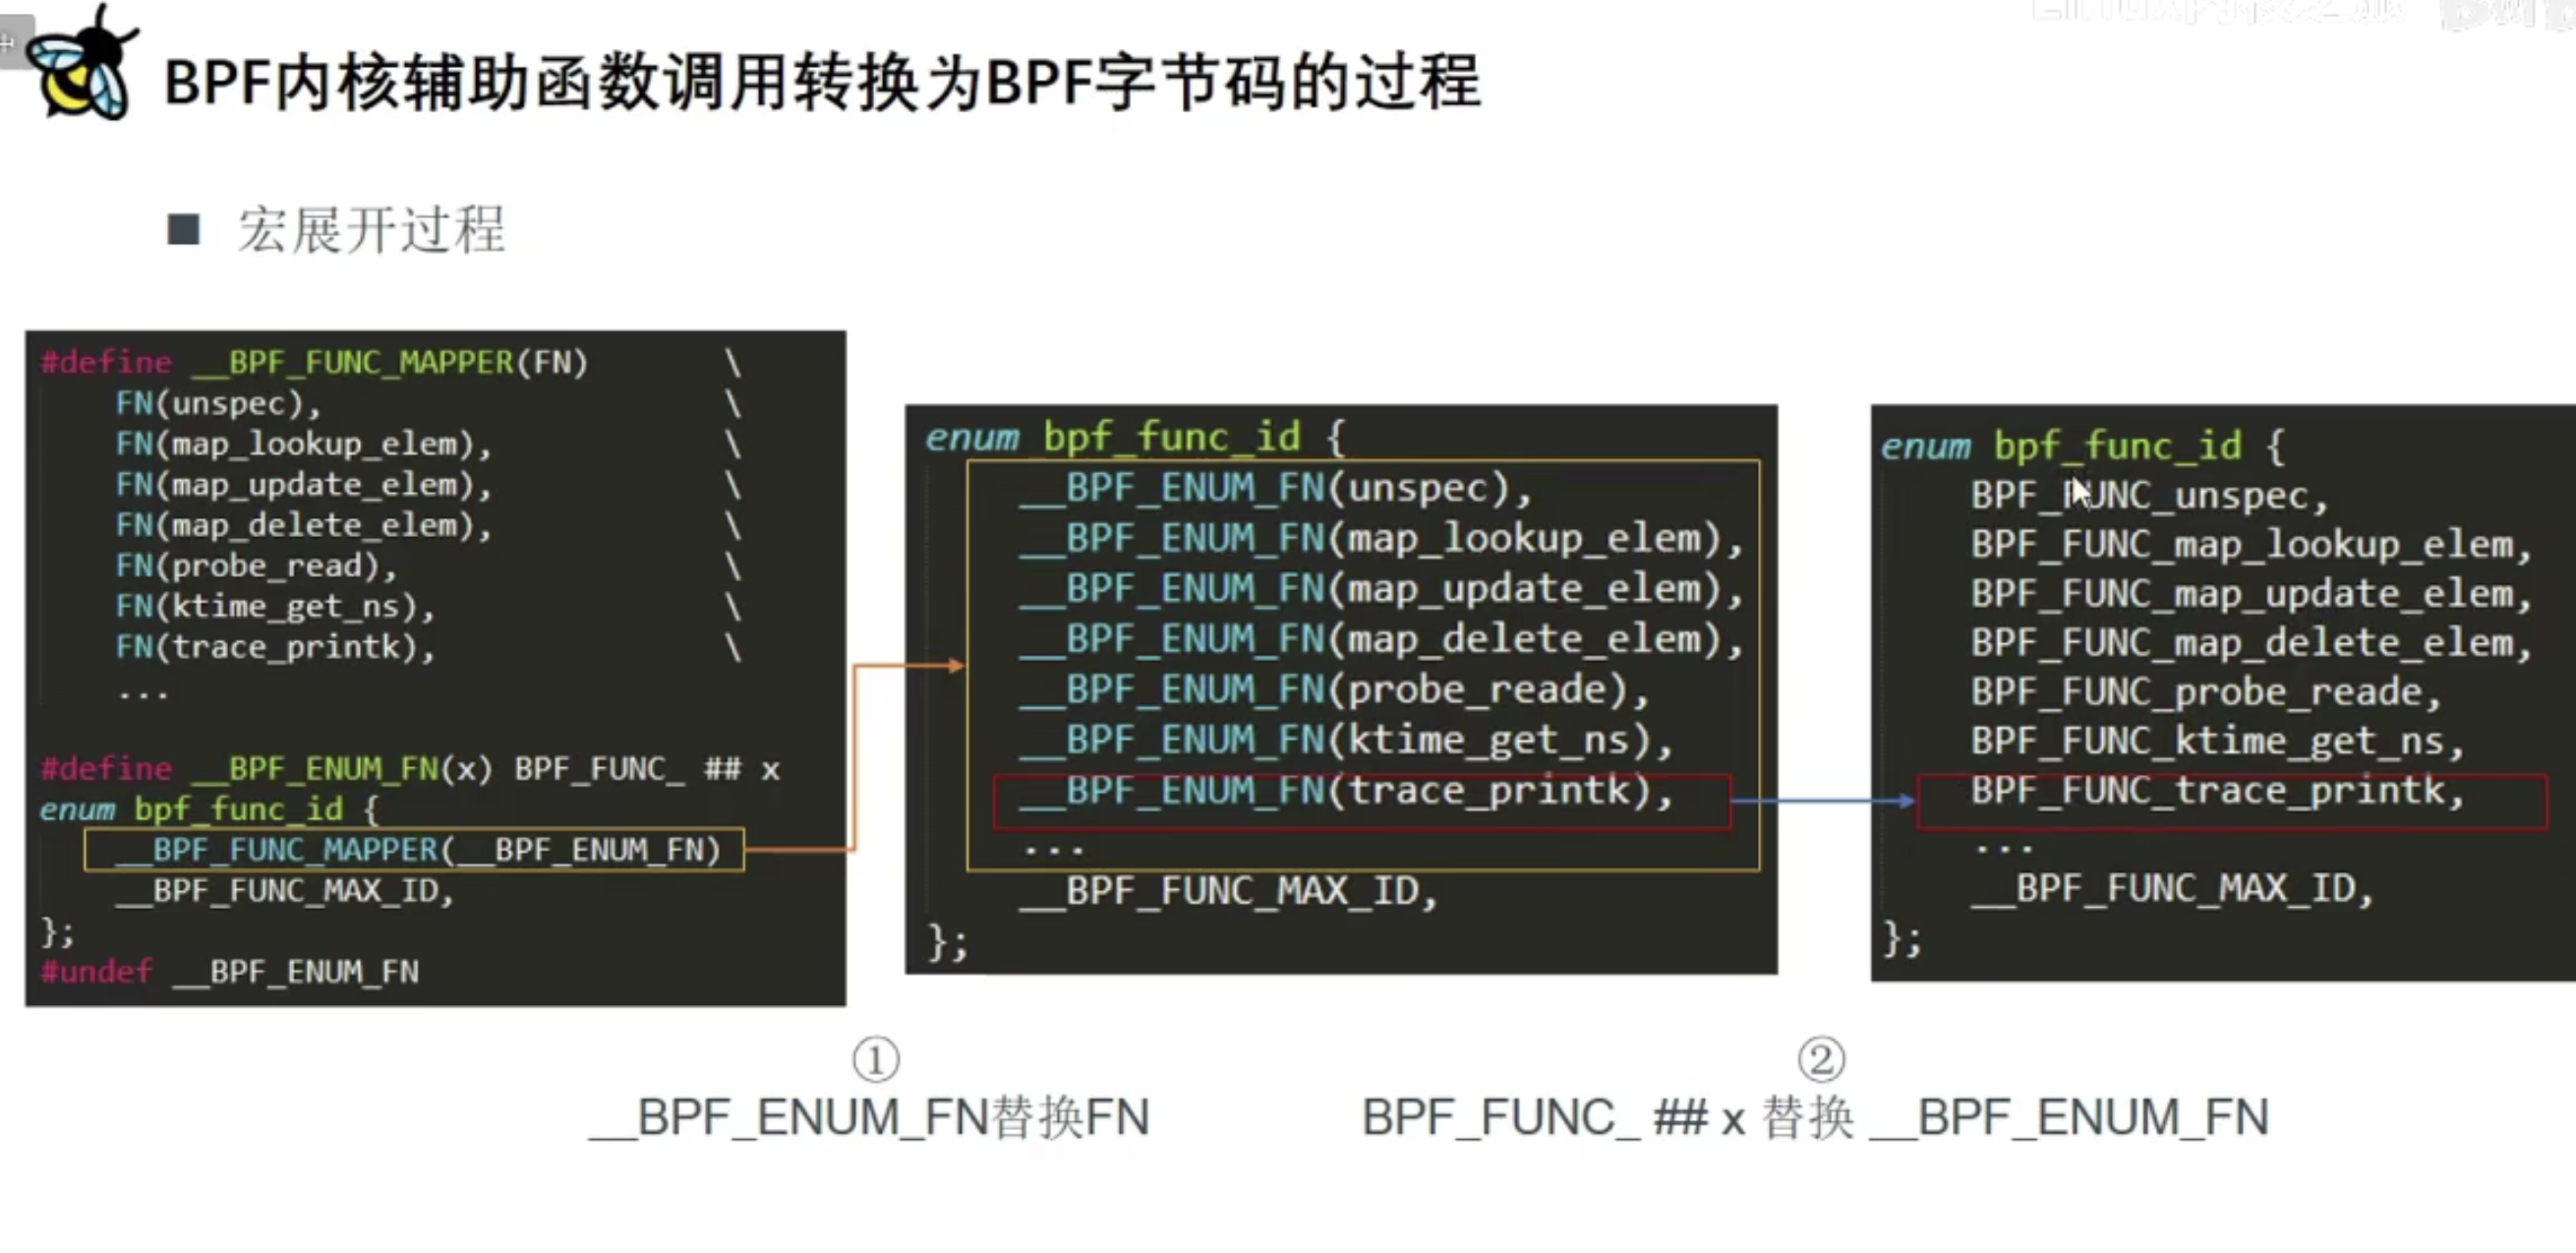 中
BPF内核辅助函数调用转换为BPF字节码的过程
■ 宏展开过程
#define __BPF_FUNC_MAPPER(FN) \
FN(unspec), \
FN(map_lookup_elem), \
FN(map_update_elem), \
FN(map_delete_elem), \
FN(probe_read), \
FN(ktime_get_ns), \
FN(trace_printk), \
...
#define __BPF_ENUM_FN(x) BPF_FUNC_ ## x
enum bpf_func_id {
__BPF_FUNC_MAPPER(__BPF_ENUM_FN)
__BPF_FUNC_MAX_ID,
};
#undef __BPF_ENUM_FN
enum bpf_func_id {
__BPF_ENUM_FN(unspec),
__BPF_ENUM_FN(map_lookup_elem),
__BPF_ENUM_FN(map_update_elem),
__BPF_ENUM_FN(map_delete_elem),
__BPF_ENUM_FN(probe_reade),
__BPF_ENUM_FN(ktime_get_ns),
__BPF_ENUM_FN(trace_printk),
...
__BPF_FUNC_MAX_ID,
};
enum bpf_func_id {
BPF_FUNC_unspec,
BPF_FUNC_map_lookup_elem,
BPF_FUNC_map_update_elem,
BPF_FUNC_map_delete_elem,
BPF_FUNC_probe_reade,
BPF_FUNC_ktime_get_ns,
BPF_FUNC_trace_printk,
...
__BPF_FUNC_MAX_ID,
};
①
__BPF_ENUM_FN替换FN
②
BPF_FUNC_ ## x 替换 __BPF_ENUM_FN